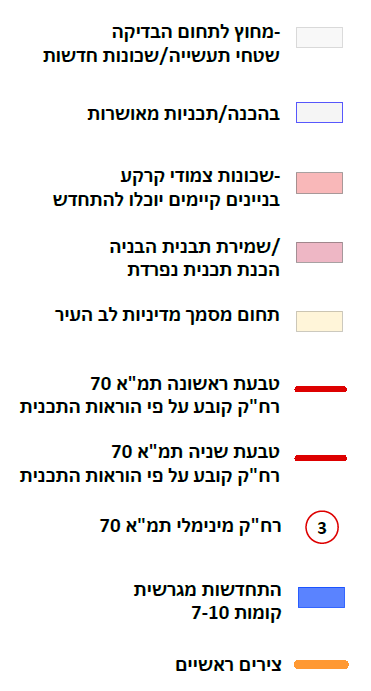 מחוץ לתחום הבדיקה-
שטחי תעשייה/שכונות חדשות
בהכנה/תכניות מאושרות
שכונות צמודי קרקע-
בניינים קיימים יוכלו להתחדש
שמירת תבנית הבניה/
הכנת תכנית נפרדת
תחום מסמך מדיניות לב העיר
טבעת ראשונה תמ"א 70
רח"ק קובע על פי הוראות התכנית
טבעת שניה תמ"א 70
רח"ק קובע על פי הוראות התכנית
רח"ק מינימלי תמ"א 70
3
התחדשות מגרשית
7-10 קומות
צירים ראשיים